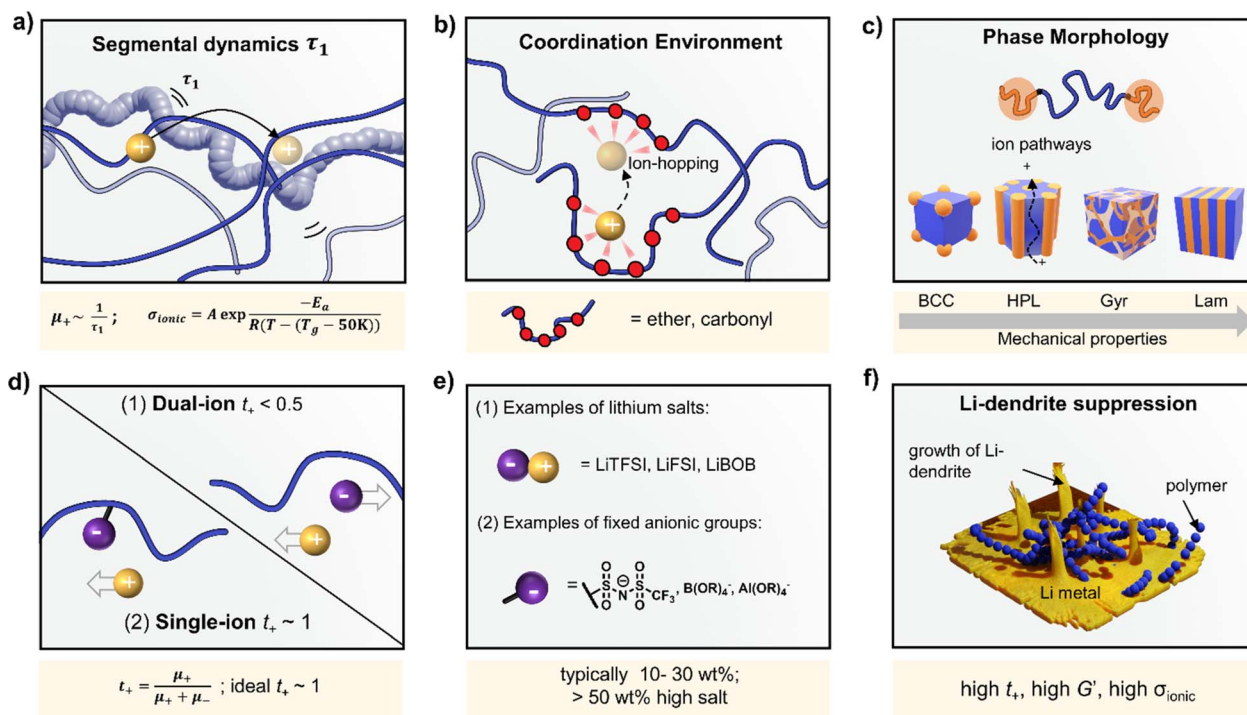 a)
Segmental dynamics τ₁
τ₁
+
+
μ₊ ~ 1/τ₁ ; σ_ionic = A exp −E_a / R(T − (T_g − 50K))
b)
Coordination Environment
Ion-hopping
+
= ether, carbonyl
c)
Phase Morphology
ion pathways
+
+
BCC HPL Gyr Lam
Mechanical properties
d)
(1) Dual-ion t₊ < 0.5
-
-
+
+
(2) Single-ion t₊ ~ 1
t₊ = μ₊ / μ₊ + μ₋ ; ideal t₊ ~ 1
e)
(1) Examples of lithium salts:
- + = LiTFSI, LiFSI, LiBOB
(2) Examples of fixed anionic groups:
O O ⊖ O O
- = S N S CF₃, B(OR)₄⁻, Al(OR)₄⁻
typically 10- 30 wt%;
> 50 wt% high salt
f)
Li-dendrite suppression
growth of Li-
dendrite
polymer
Li metal
high t₊, high G’, high σ_ionic